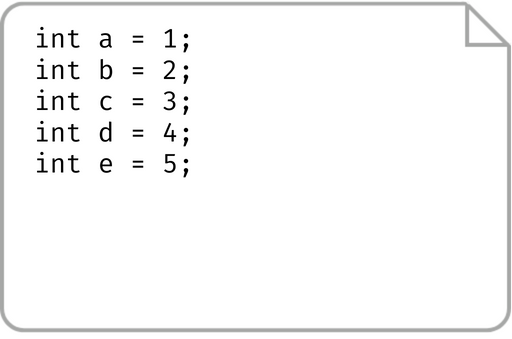 int a = 1;
int b = 2;
int c = 3;
int d = 4;
int e = 5;